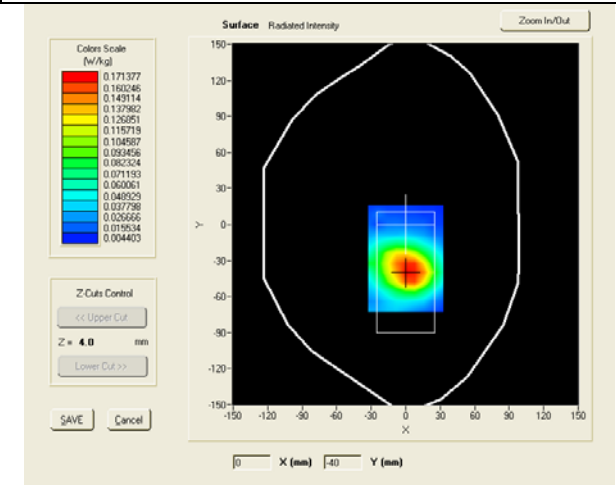 Surface Radiated Intensity
Zoom In/Out
Colors Scale
(W/kg)
0.171377
0.160246
0.149114
0.137982
0.126851
0.115719
0.104587
0.093456
0.082324
0.071193
0.060061
0.048929
0.037798
0.026666
0.015534
0.004403
Z-Cuts Control
<< Upper Cut
Z = 4.0 mm
Lower Cut >>
SAVE Cancel
150-
120-
90-
60-
30-
0-
-30-
-60-
-90-
-150-
Y
-150 -120 -90 -60 -30 0 30 60 90 120 150
X
0 X (mm) -40 Y (mm)